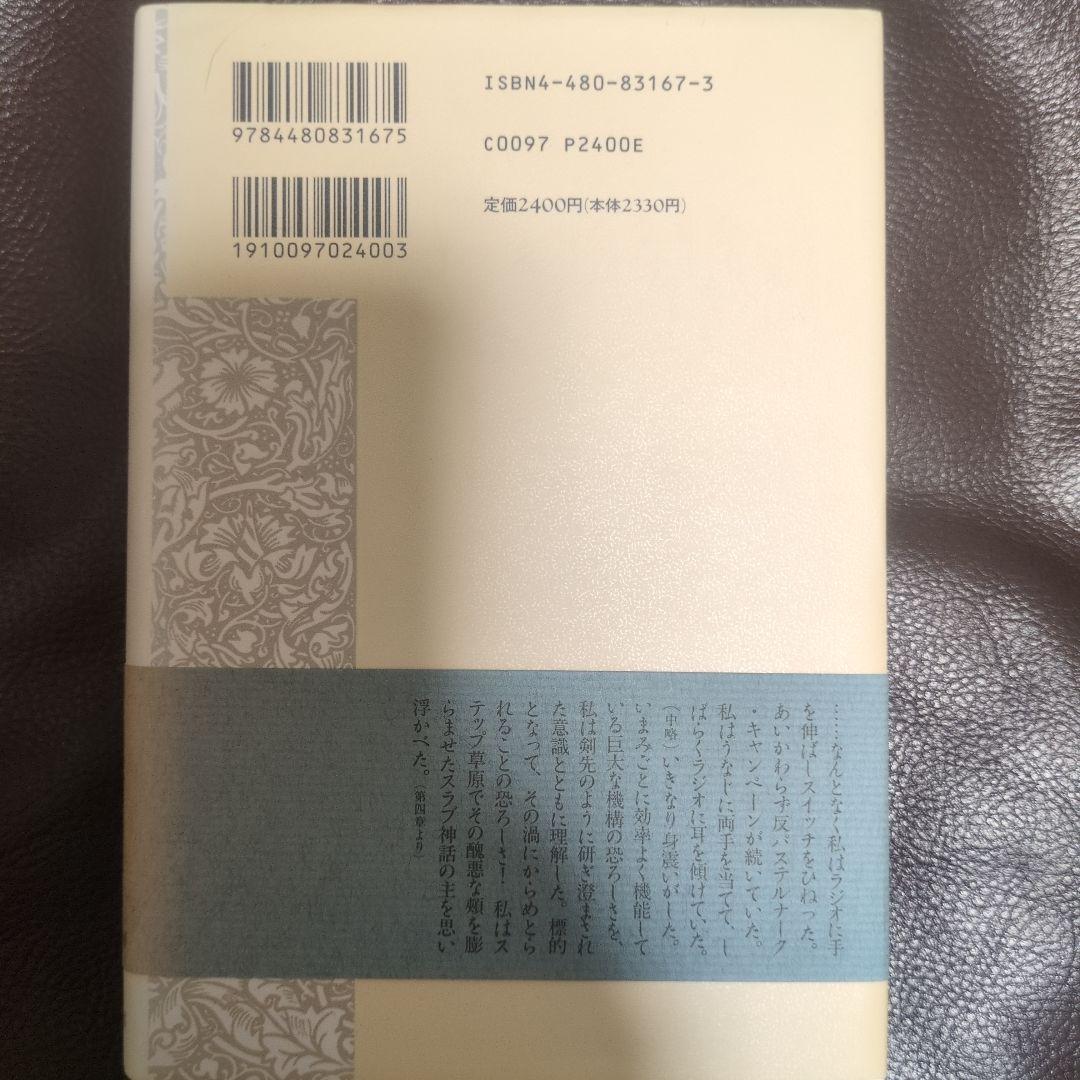 9784480831675
1910097024003
ISBN4-480-83167-3
C0097 P2400E
定価2400円(本体2330円)
……なんとなく私はラジオに手
を伸ばしスイッチをひねった。
あいかわらず反パステルナーク
・キャンペーンが続いていた。
私はうなじに両手を当てて、し
ばらくラジオに耳を傾けていた。
(中略)いきなり身震いがした。
いまみごとに効率よく機能して
いる巨大な機構の恐ろしさを、
私は剣先のように研ぎ澄まされ
た意識とともに理解した。標的
となって、その渦にからめとら
れることの恐ろしさ! 私はス
テップ草原でその醜悪な頬を膨
らませたスラブ神話の主を思い
浮かべた。(第四章より)